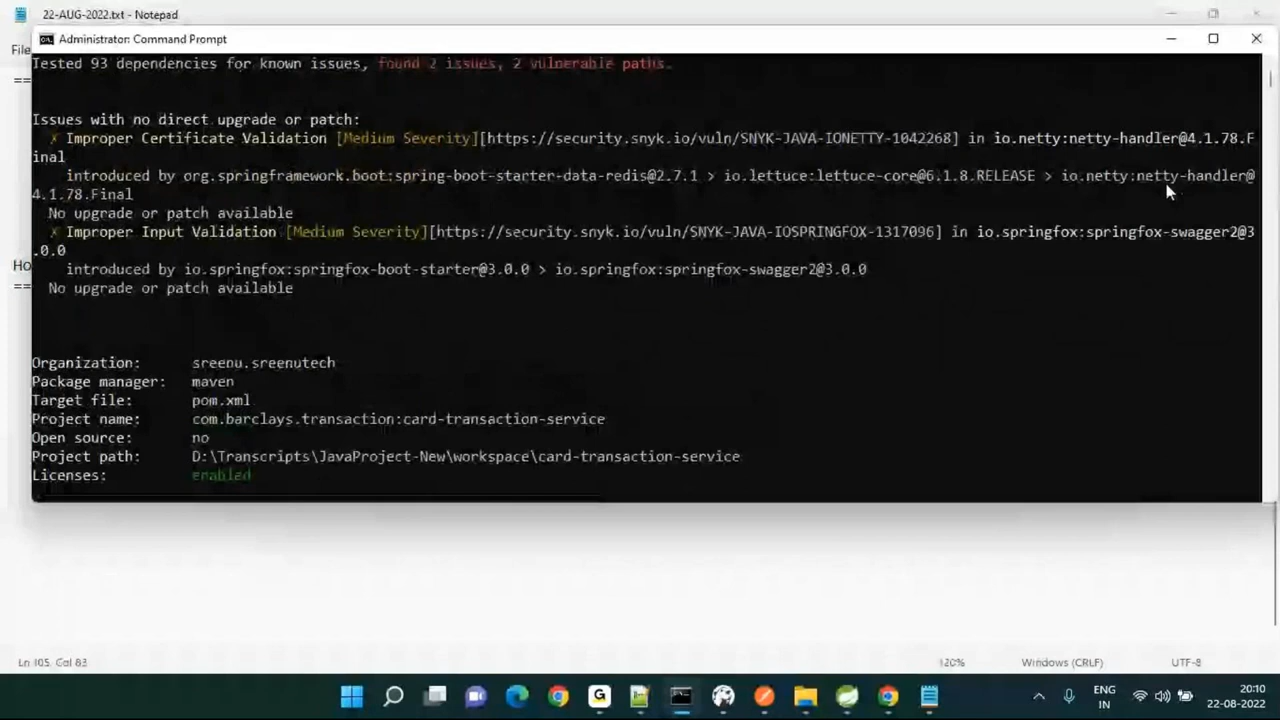 22-AUG-2022.txt - Notepad
Administrator: Command Prompt
File
Tested 93 dependencies for known issues, found 2 issues, 2 vulnerable paths.
==
Issues with no direct upgrade or patch:
✗ Improper Certificate Validation [Medium Severity][https://security.snyk.io/vuln/SNYK-JAVA-IONETTY-1042268] in io.netty:netty-handler@4.1.78.F
inal
introduced by org.springframework.boot:spring-boot-starter-data-redis@2.7.1 > io.lettuce:lettuce-core@6.1.8.RELEASE > io.netty:netty-handler@
4.1.78.Final
No upgrade or patch available
✗ Improper Input Validation [Medium Severity][https://security.snyk.io/vuln/SNYK-JAVA-IOSPRINGFOX-1317096] in io.springfox:springfox-swagger2@3
.0.0
Ho
introduced by io.springfox:springfox-boot-starter@3.0.0 > io.springfox:springfox-swagger2@3.0.0
==
No upgrade or patch available
Organization: sreenu.sreenutech
Package manager: maven
Target file: pom.xml
Project name: com.barclays.transaction:card-transaction-service
Open source: no
Project path: D:\Transcripts\JavaProject-New\workspace\card-transaction-service
Licenses: enabled
Ln 105, Col 83
120%
Windows (CRLF)
UTF-8
ENG
IN
20:10
22-08-2022